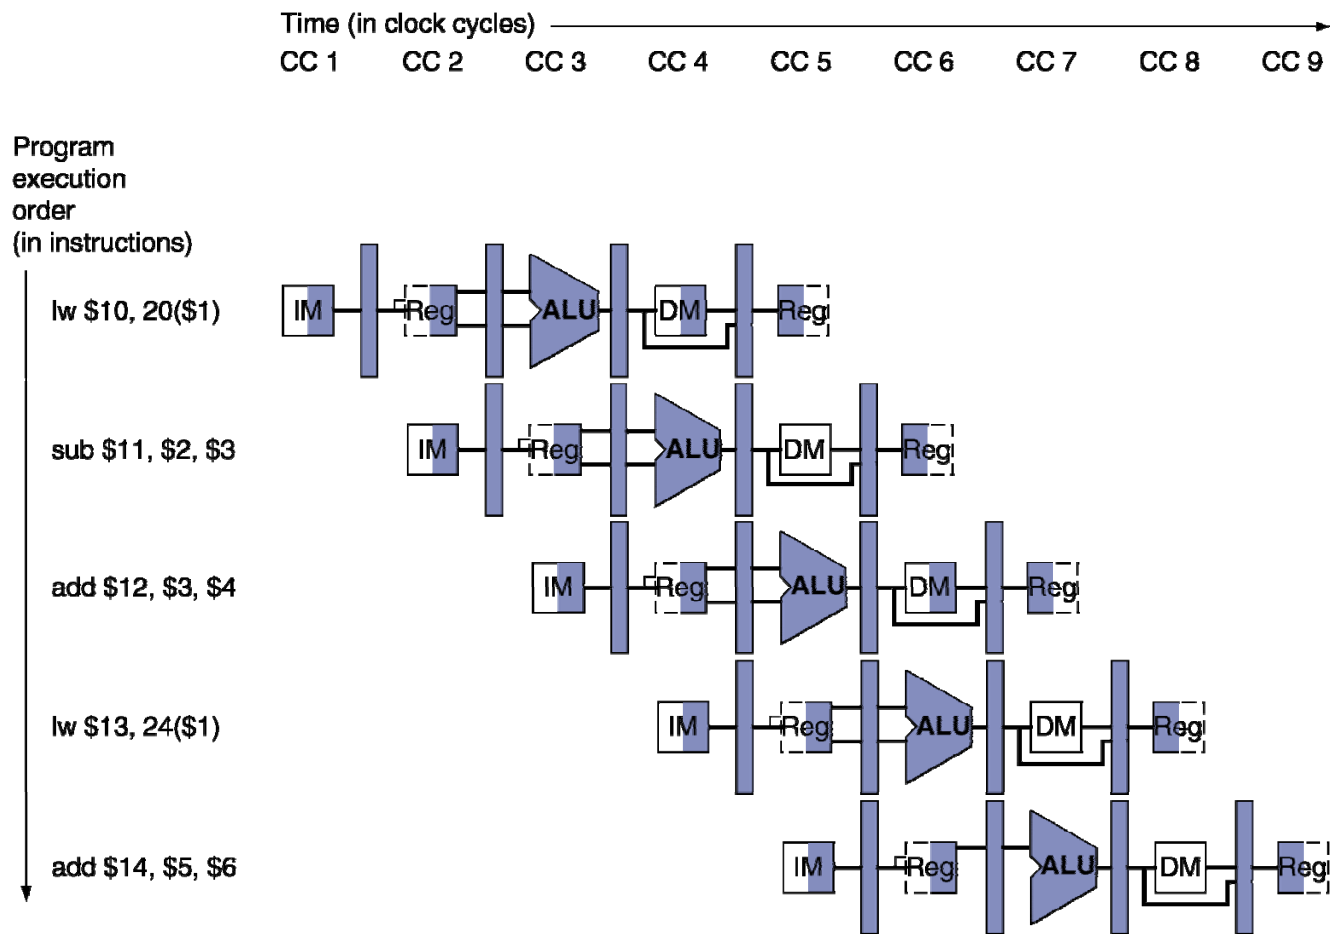 Time (in clock cycles)
CC 1 CC 2 CC 3 CC 4 CC 5 CC 6 CC 7 CC 8 CC 9
Program
execution
order
(in instructions)
lw $10, 20($1) IM Reg ALU DM Reg
sub $11, $2, $3 IM Reg ALU DM Reg
add $12, $3, $4 IM Reg ALU DM Reg
lw $13, 24($1) IM Reg ALU DM Reg
add $14, $5, $6 IM Reg ALU DM Reg